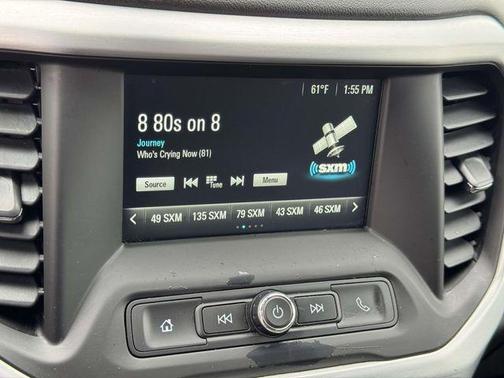 61°F 1:55 PM
8 80s on 8
Journey
Who's Crying Now (81)
sxm
Source Tune Menu
49 SXM 135 SXM 79 SXM 43 SXM 46 SXM